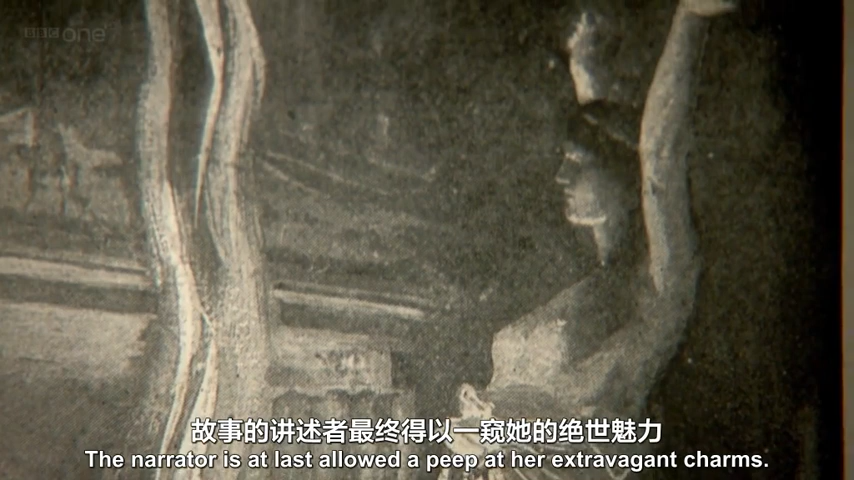 BBC one
故事的讲述者最终得以一窥她的绝世魅力
The narrator is at last allowed a peep at her extravagant charms.